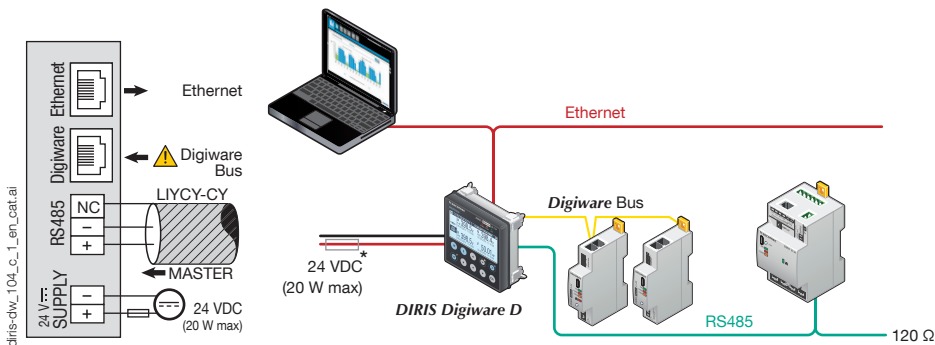 diris-dw_104_c_1_en_cat.ai
Ethernet
Ethernet
Digiware
Digiware
Bus
RS485
NC
–
+
LIYCY-CY
MASTER
24 V
SUPPLY
–
+
24 VDC
(20 W max)
Ethernet
Digiware Bus
24 VDC
*
(20 W max)
DIRIS Digiware D
RS485
120 Ω